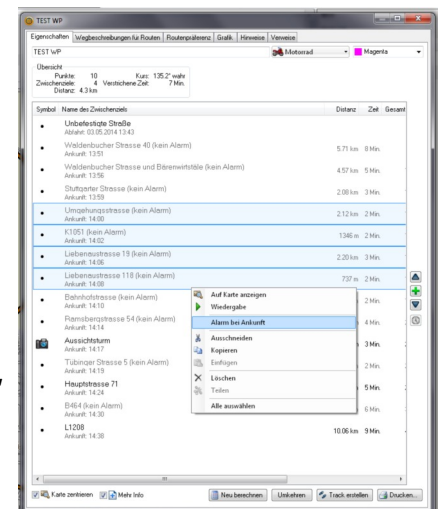 TEST WP
Eigenschaften Wegbeschreibungen für Routen Routenpräferenz Grafik Hinweise Verweise
TEST WP Motorrad Magenta
Übersicht
Punkte: 10 Kurs: 135.2° wahr
Zwischenziele: 4 Verstrichene Zeit: 7 Min.
Distanz: 4.3 km
Symbol Name des Zwischenziels Distanz Zeit Gesamt
Unbefestigte Straße
Abfahrt: 03.05.2014 13:43
Waldenbucher Strasse 40 (kein Alarm) 5.71 km 8 Min.
Ankunft: 13:51
Waldenbucher Strasse und Bärenwirtstäle (kein Alarm) 4.57 km 5 Min.
Ankunft: 13:56
Stuttgarter Strasse (kein Alarm) 2.08 km 3 Min.
Ankunft: 13:59
Umgehungsstrasse (kein Alarm) 2.12 km 2 Min.
Ankunft: 14:00
K1051 (kein Alarm) 1346 m 2 Min.
Ankunft: 14:02
Liebenaustrasse 19 (kein Alarm) 2.20 km 3 Min.
Ankunft: 14:06
Liebenaustrasse 118 (kein Alarm) 737 m 2 Min.
Ankunft: 14:08
Bahnhofstrasse (kein Alarm) 2 Min.
Ankunft: 14:10
Ramsbergstrasse 54 (kein Alarm) 4 Min.
Ankunft: 14:14
Aussichtsturm 3 Min.
Ankunft: 14:17
Tübinger Strasse 5 (kein Alarm) 2 Min.
Ankunft: 14:19
Hauptstrasse 71 5 Min.
Ankunft: 14:24
B464 (kein Alarm) 6 Min.
Ankunft: 14:30
L1208 10.06 km 9 Min.
Ankunft: 14:38
Auf Karte anzeigen
Wiedergabe
Alarm bei Ankunft
Ausschneiden
Kopieren
Einfügen
Löschen
Teilen
Alle auswählen
Karte zentrieren Mehr Info Neu berechnen Umkehren Track erstellen Drucken...